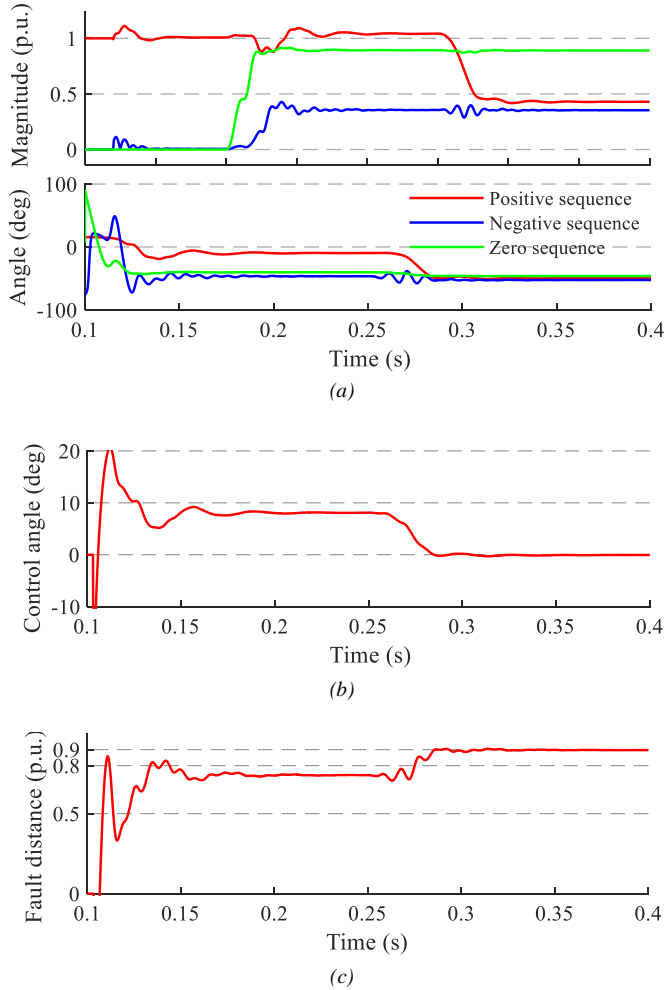 Magnitude (p.u.)
1
0.5
0
Angle (deg)
100
0
-100
Positive sequence
Negative sequence
Zero sequence
0.1 0.15 0.2 0.25 0.3 0.35 0.4
Time (s)
(a)
Control angle (deg)
20
10
0
-10
0.1 0.15 0.2 0.25 0.3 0.35 0.4
Time (s)
(b)
Fault distance (p.u.)
0.9
0.8
0.5
0
0.1 0.15 0.2 0.25 0.3 0.35 0.4
Time (s)
(c)